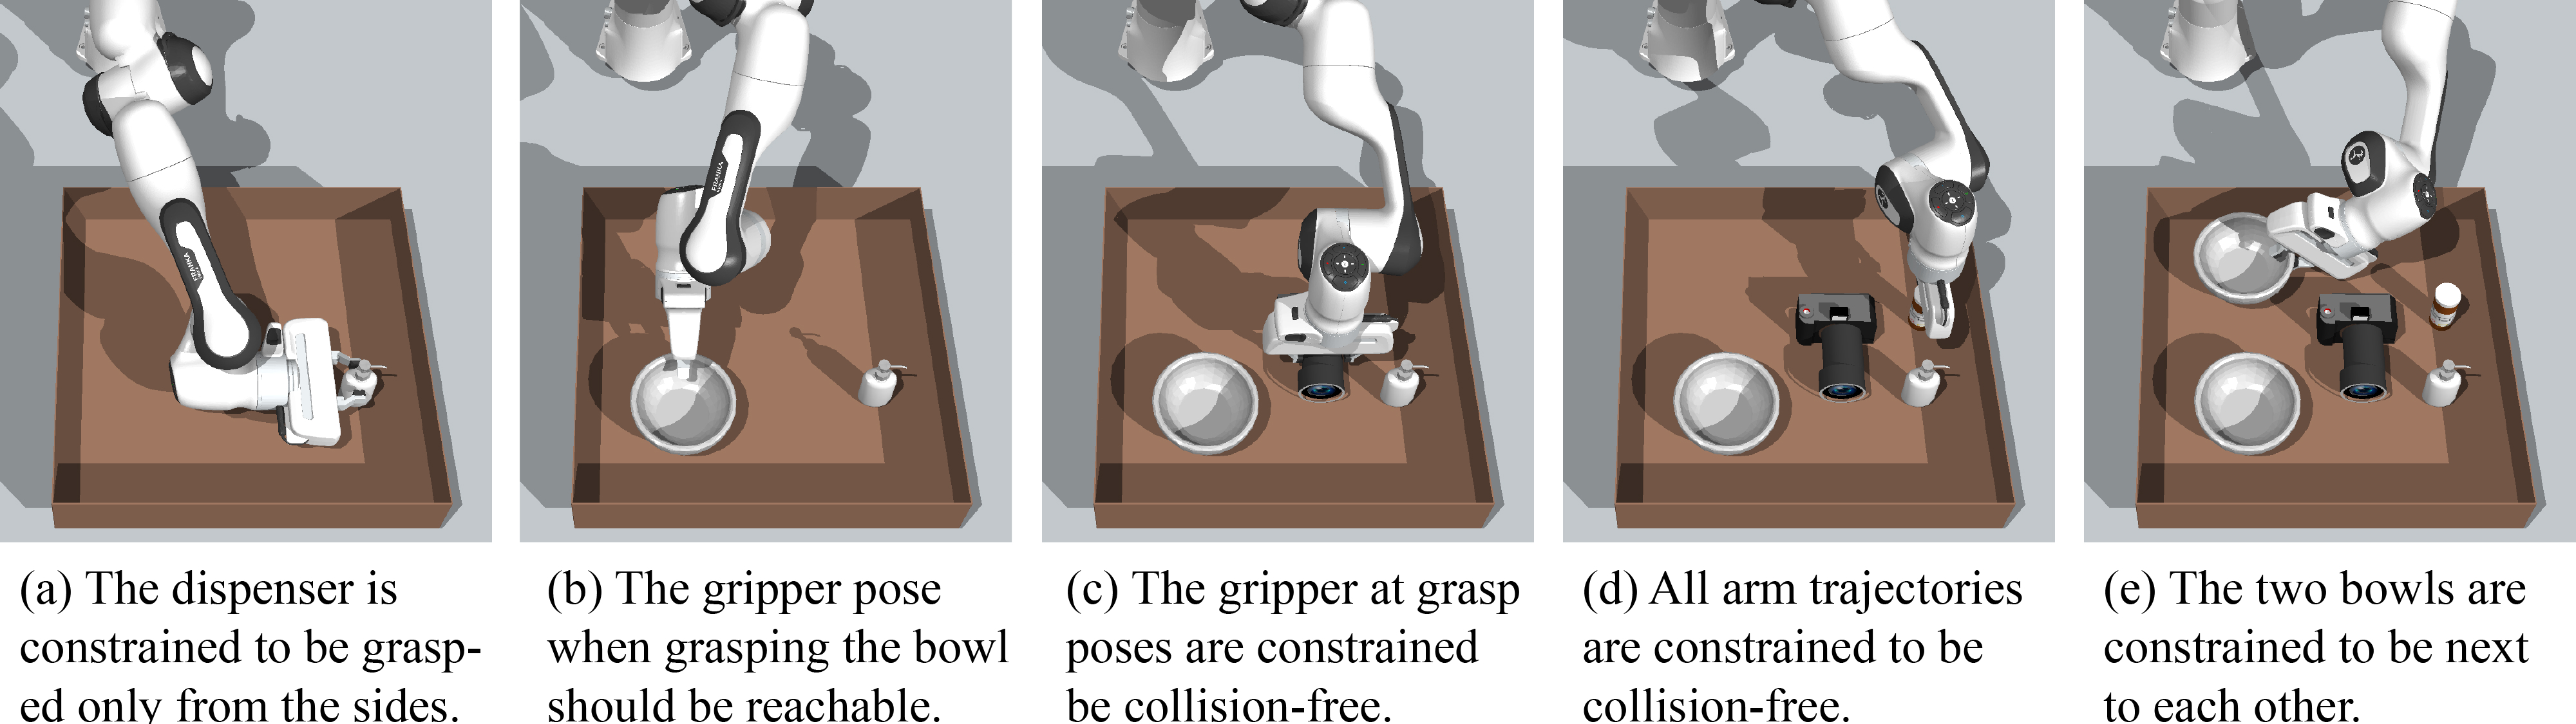 FRANKA
FRANKA
(a) The dispenser is
constrained to be grasp-
ed only from the sides.
(b) The gripper pose
when grasping the bowl
should be reachable.
(c) The gripper at grasp
poses are constrained
be collision-free.
(d) All arm trajectories
are constrained to be
collision-free.
(e) The two bowls are
constrained to be next
to each other.